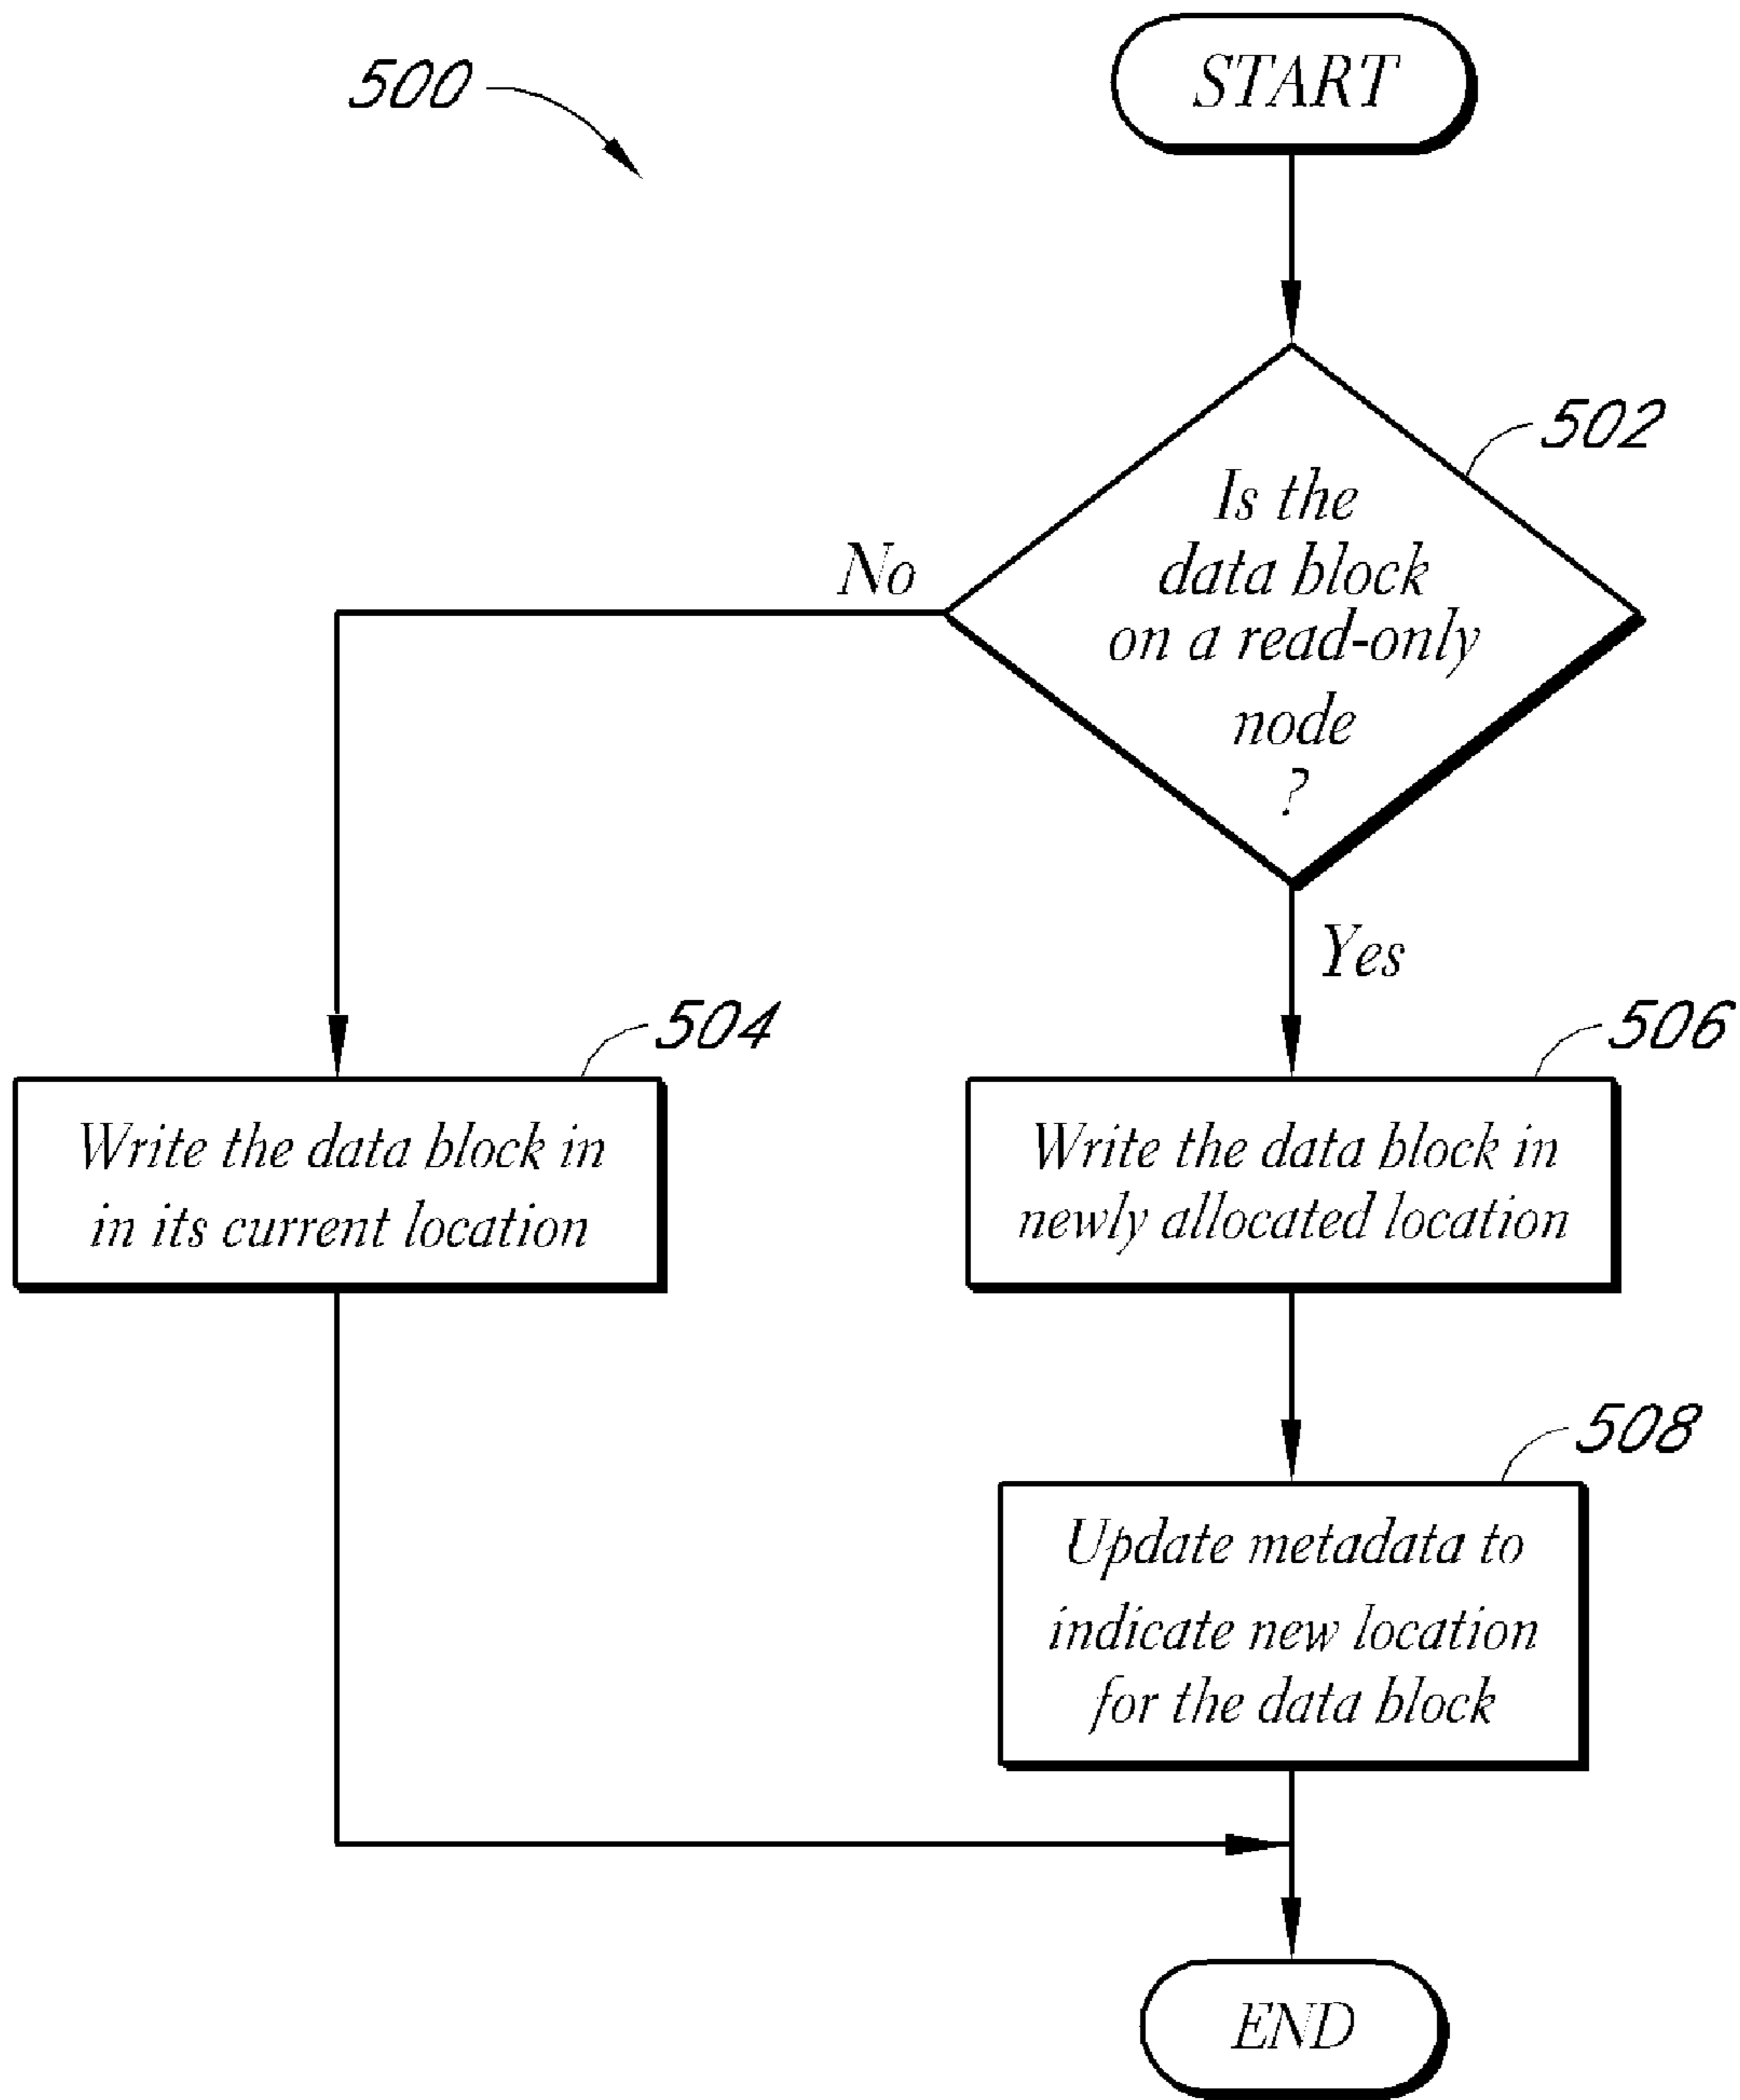 500
START
502
Is the
data block
on a read-only
node
?
No
Yes
504
Write the data block in
in its current location
506
Write the data block in
newly allocated location
508
Update metadata to
indicate new location
for the data block
END